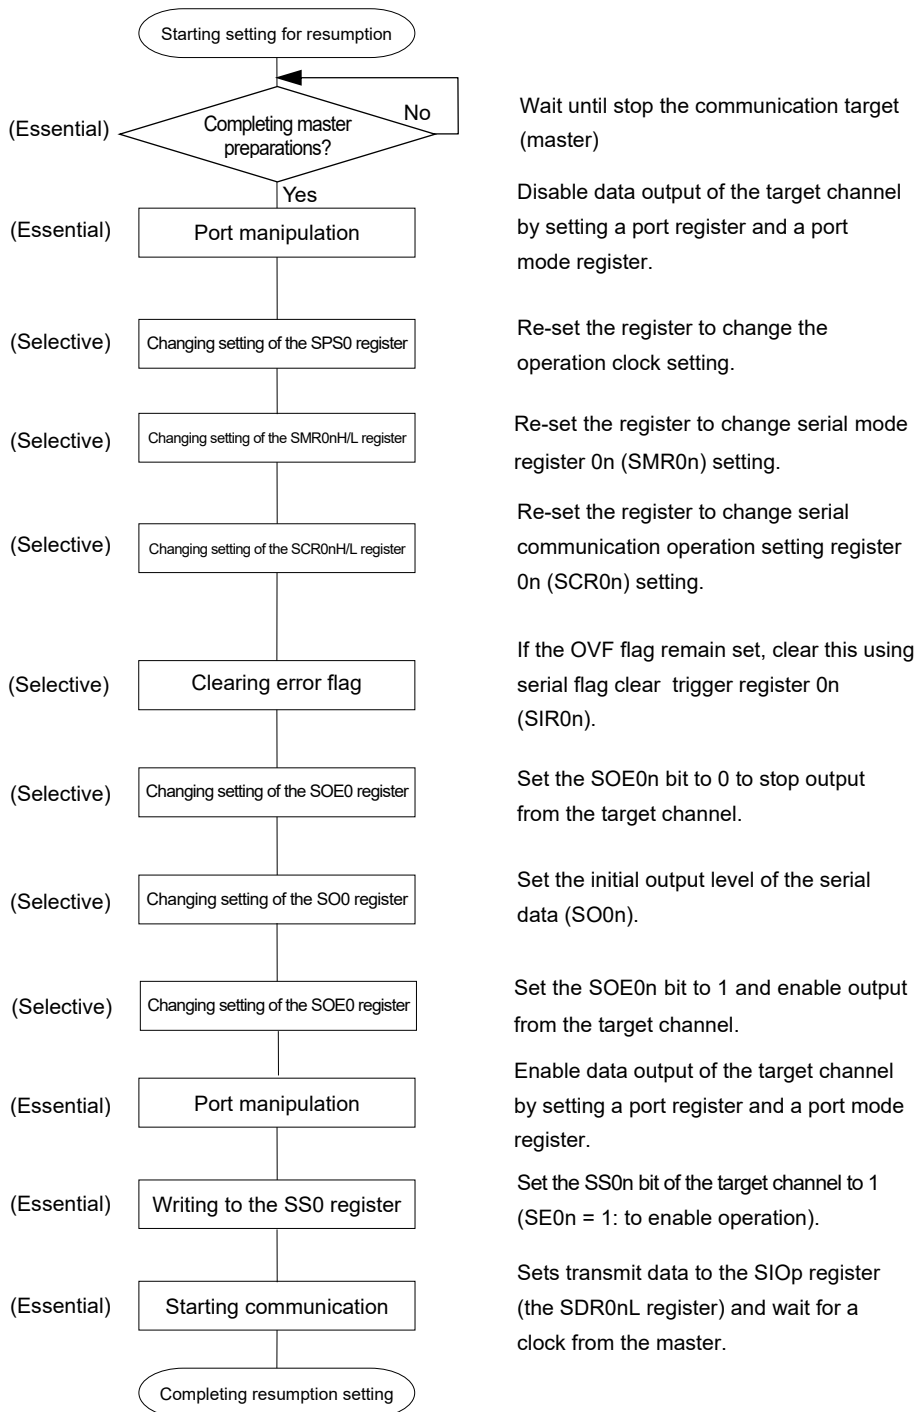 Starting setting for resumption
No
(Essential)
Completing master
preparations?
Wait until stop the communication target
(master)
Yes
(Essential)
Port manipulation
Disable data output of the target channel
by setting a port register and a port
mode register.
(Selective)
Changing setting of the SPS0 register
Re-set the register to change the
operation clock setting.
(Selective)
Changing setting of the SMR0nH/L register
Re-set the register to change serial mode
register 0n (SMR0n) setting.
(Selective)
Changing setting of the SCR0nH/L register
Re-set the register to change serial
communication operation setting register
0n (SCR0n) setting.
(Selective)
Clearing error flag
If the OVF flag remain set, clear this using
serial flag clear trigger register 0n
(SIR0n).
(Selective)
Changing setting of the SOE0 register
Set the SOE0n bit to 0 to stop output
from the target channel.
(Selective)
Changing setting of the SO0 register
Set the initial output level of the serial
data (SO0n).
(Selective)
Changing setting of the SOE0 register
Set the SOE0n bit to 1 and enable output
from the target channel.
(Essential)
Port manipulation
Enable data output of the target channel
by setting a port register and a port mode
register.
(Essential)
Writing to the SS0 register
Set the SS0n bit of the target channel to 1
(SE0n = 1: to enable operation).
(Essential)
Starting communication
Sets transmit data to the SIOp register
(the SDR0nL register) and wait for a
clock from the master.
Completing resumption setting